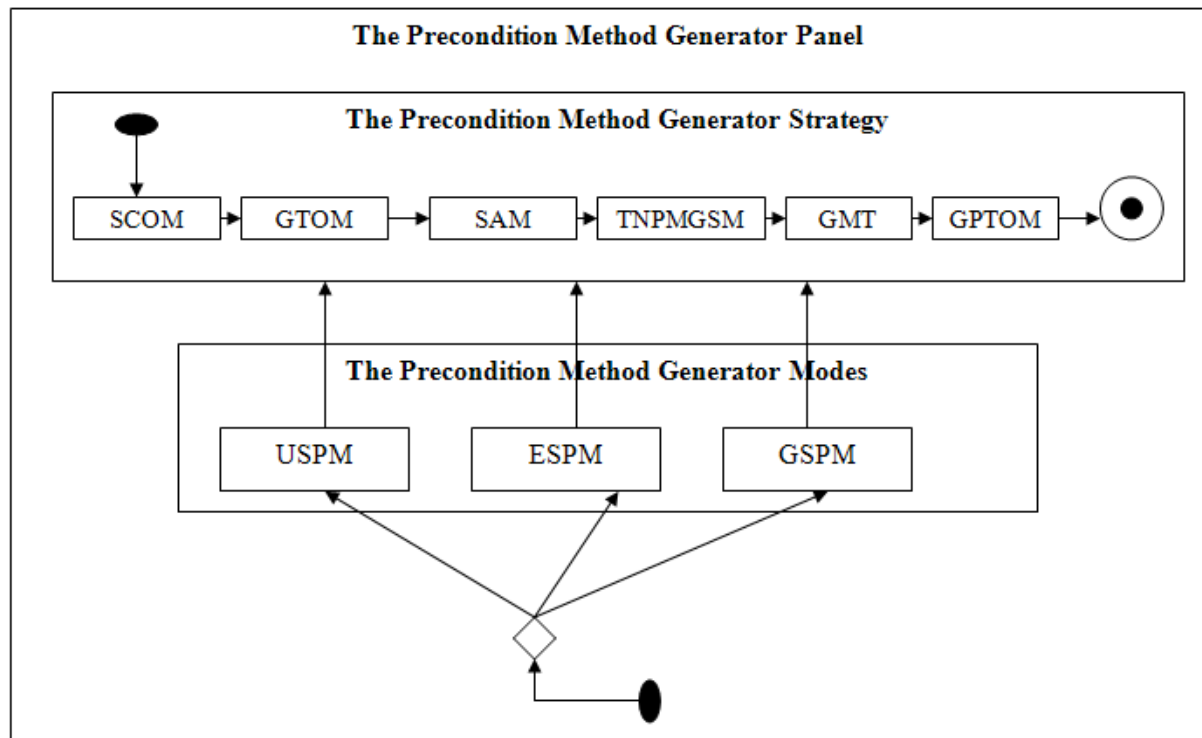 The Precondition Method Generator Panel
The Precondition Method Generator Strategy
SCOM GTOM SAM TNPMGSM GMT GPTOM
The Precondition Method Generator Modes
USPM ESPM GSPM